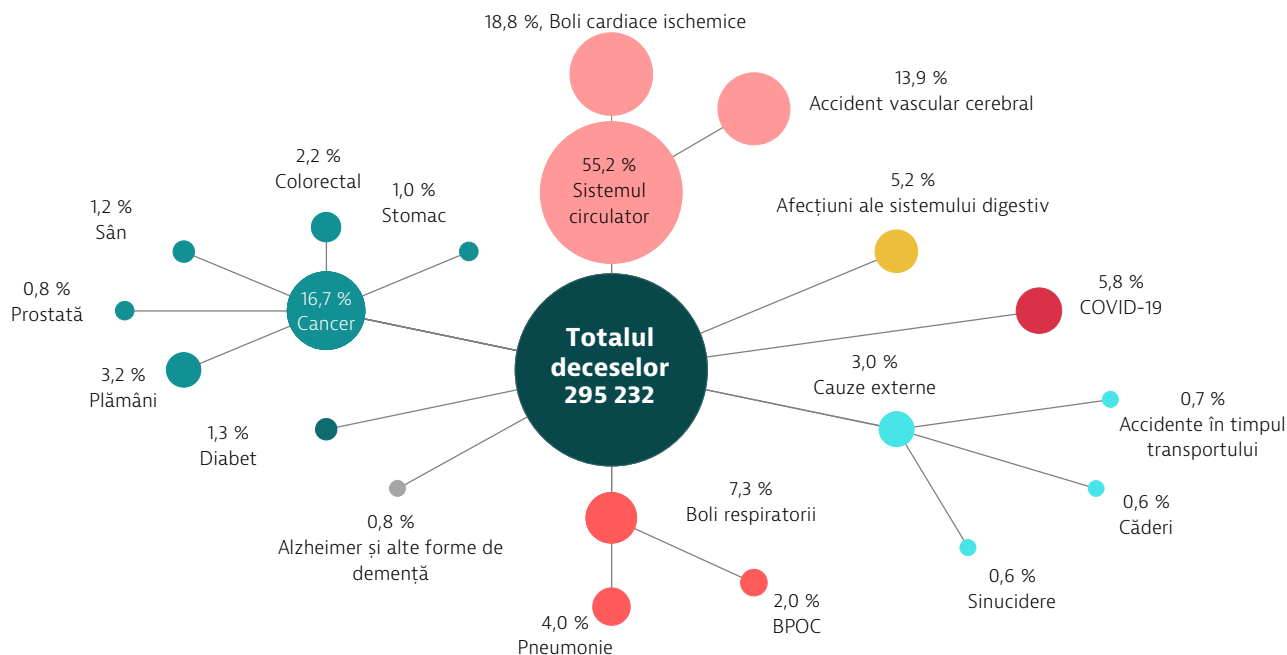 18,8 %, Boli cardiace ischemice
13,9 %
Accident vascular cerebral
55,2 %
Sistemul
circulator
5,2 %
Afecțiuni ale sistemului digestiv
5,8 %
COVID-19
2,2 %
Colorectal
1,0 %
Stomac
1,2 %
Sân
0,8 %
Prostată
16,7 %
Cancer
3,2 %
Plămâni
Totalul
deceselor
295 232
3,0 %
Cauze externe
0,7 %
Accidente în timpul
transportului
0,6 %
Căderi
0,6 %
Sinucidere
1,3 %
Diabet
0,8 %
Alzheimer și alte forme de
demență
7,3 %
Boli respiratorii
4,0 %
Pneumonie
2,0 %
BPOC